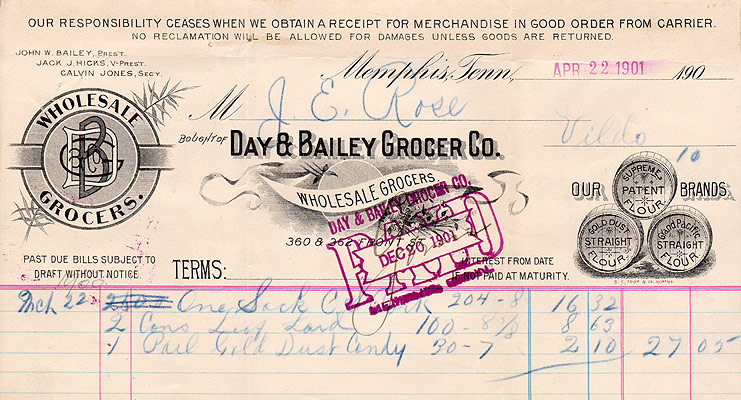 OUR RESPONSIBILITY CEASES WHEN WE OBTAIN A RECEIPT FOR MERCHANDISE IN GOOD ORDER FROM CARRIER.
NO RECLAMATION WILL BE ALLOWED FOR DAMAGES UNLESS GOODS ARE RETURNED.
JOHN W. BAILEY, PREST.
JACK J. HICKS, V-PREST.
CALVIN JONES, SECY.
Memphis, Tenn., APR 22 1901 190
WHOLESALE
GROCERS.
M J. E. Rose
Bought of DAY & BAILEY GROCER CO. Vildo
10
WHOLESALE GROCERS
360 & 362 FRONT ST.
DAY & BAILEY GROCER CO.
PAID
DEC 26 1901
OUR BRANDS
SUPREME PATENT FLOUR
GOLD DUST STRAIGHT FLOUR
Grand Pacific STRAIGHT FLOUR
PAST DUE BILLS SUBJECT TO
DRAFT WITHOUT NOTICE.
TERMS:
INTEREST FROM DATE
IF NOT PAID AT MATURITY.
Mch 22 One Sack 204-8 16 32
2 Lard 100- 8 63
1 Pail Gold Dust Candy 30-7 2 10 27 05